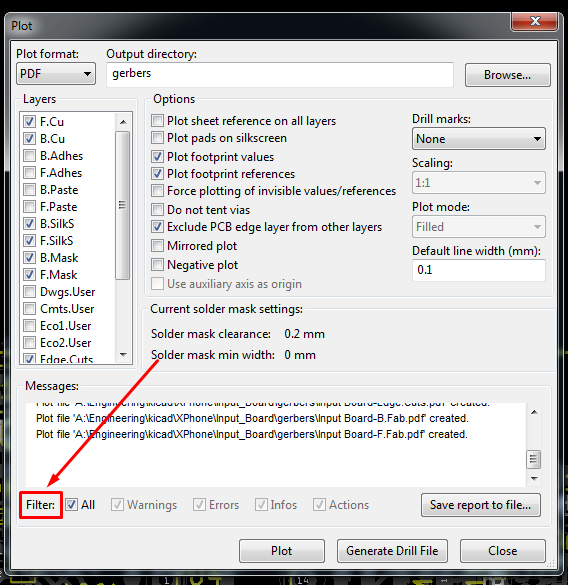 Plot
Plot format:
Output directory:
PDF
gerbers
Browse...
Layers
F.Cu
B.Cu
B.Adhes
F.Adhes
B.Paste
F.Paste
B.SilkS
F.SilkS
B.Mask
F.Mask
Dwgs.User
Cmts.User
Eco1.User
Eco2.User
Edge.Cuts
Options
Plot sheet reference on all layers
Plot pads on silkscreen
Plot footprint values
Plot footprint references
Force plotting of invisible values/references
Do not tent vias
Exclude PCB edge layer from other layers
Mirrored plot
Negative plot
Use auxiliary axis as origin
Drill marks:
None
Scaling:
1:1
Plot mode:
Filled
Default line width (mm):
0.1
Current solder mask settings:
Solder mask clearance: 0.2 mm
Solder mask min width: 0 mm
Messages:
Plot file 'A:\Engineering\kicad\XPhone\Input_Board\gerbers\Input Board-Edge.Cuts.pdf' created.
Plot file 'A:\Engineering\kicad\XPhone\Input_Board\gerbers\Input Board-B.Fab.pdf' created.
Plot file 'A:\Engineering\kicad\XPhone\Input_Board\gerbers\Input Board-F.Fab.pdf' created.
Filter: All Warnings Errors Infos Actions Save report to file...
Plot Generate Drill File Close